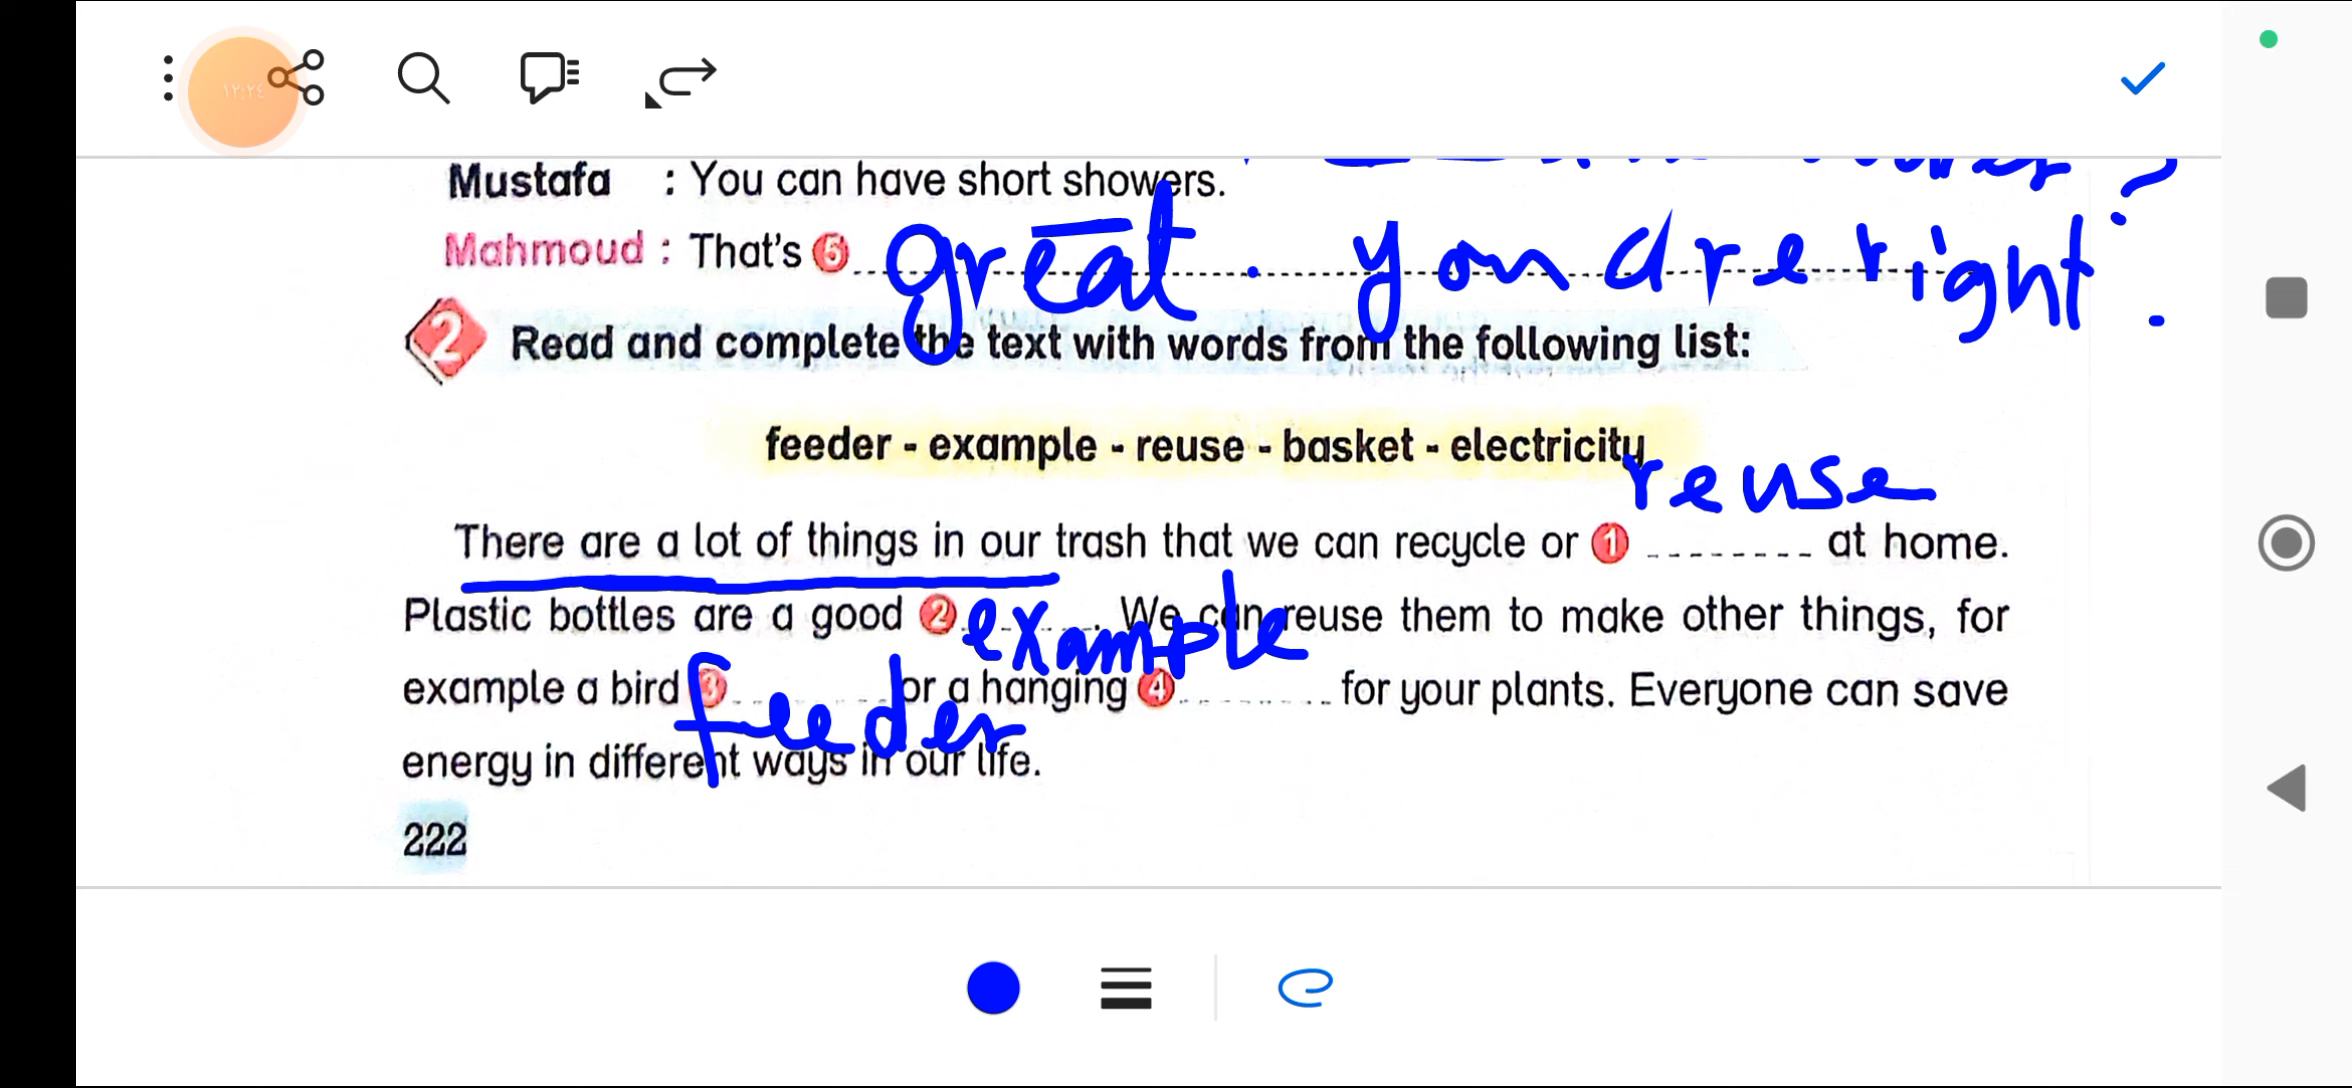 ١٢:٢٤
Mustafa : You can have short showers. ?
Mahmoud : That's 5 great. you are right.
2 Read and complete the text with words from the following list:
feeder - example - reuse - basket - electricity
reuse
There are a lot of things in our trash that we can recycle or 1 -------- at home.
Plastic bottles are a good 2 example. We can reuse them to make other things, for
example a bird 3 feeder or a hanging 4 -------- for your plants. Everyone can save
energy in different ways in our life.
222